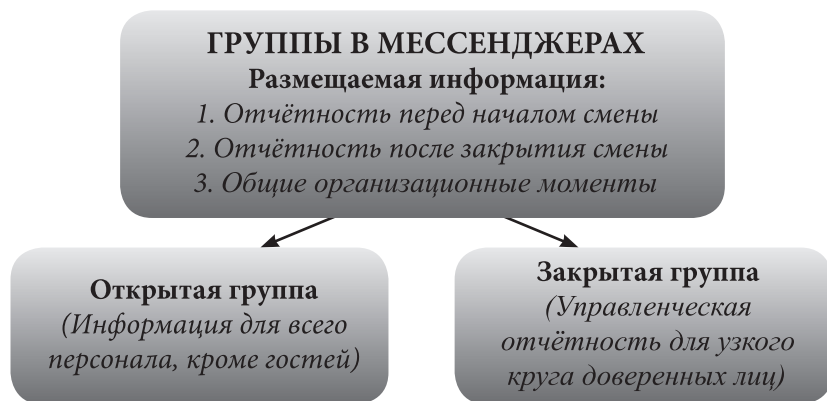 ГРУППЫ В МЕССЕНДЖЕРАХ
Размещаемая информация:
1. Отчётность перед началом смены
2. Отчётность после закрытия смены
3. Общие организационные моменты
Открытая группа
(Информация для всего
персонала, кроме гостей)
Закрытая группа
(Управленческая
отчётность для узкого
круга доверенных лиц)